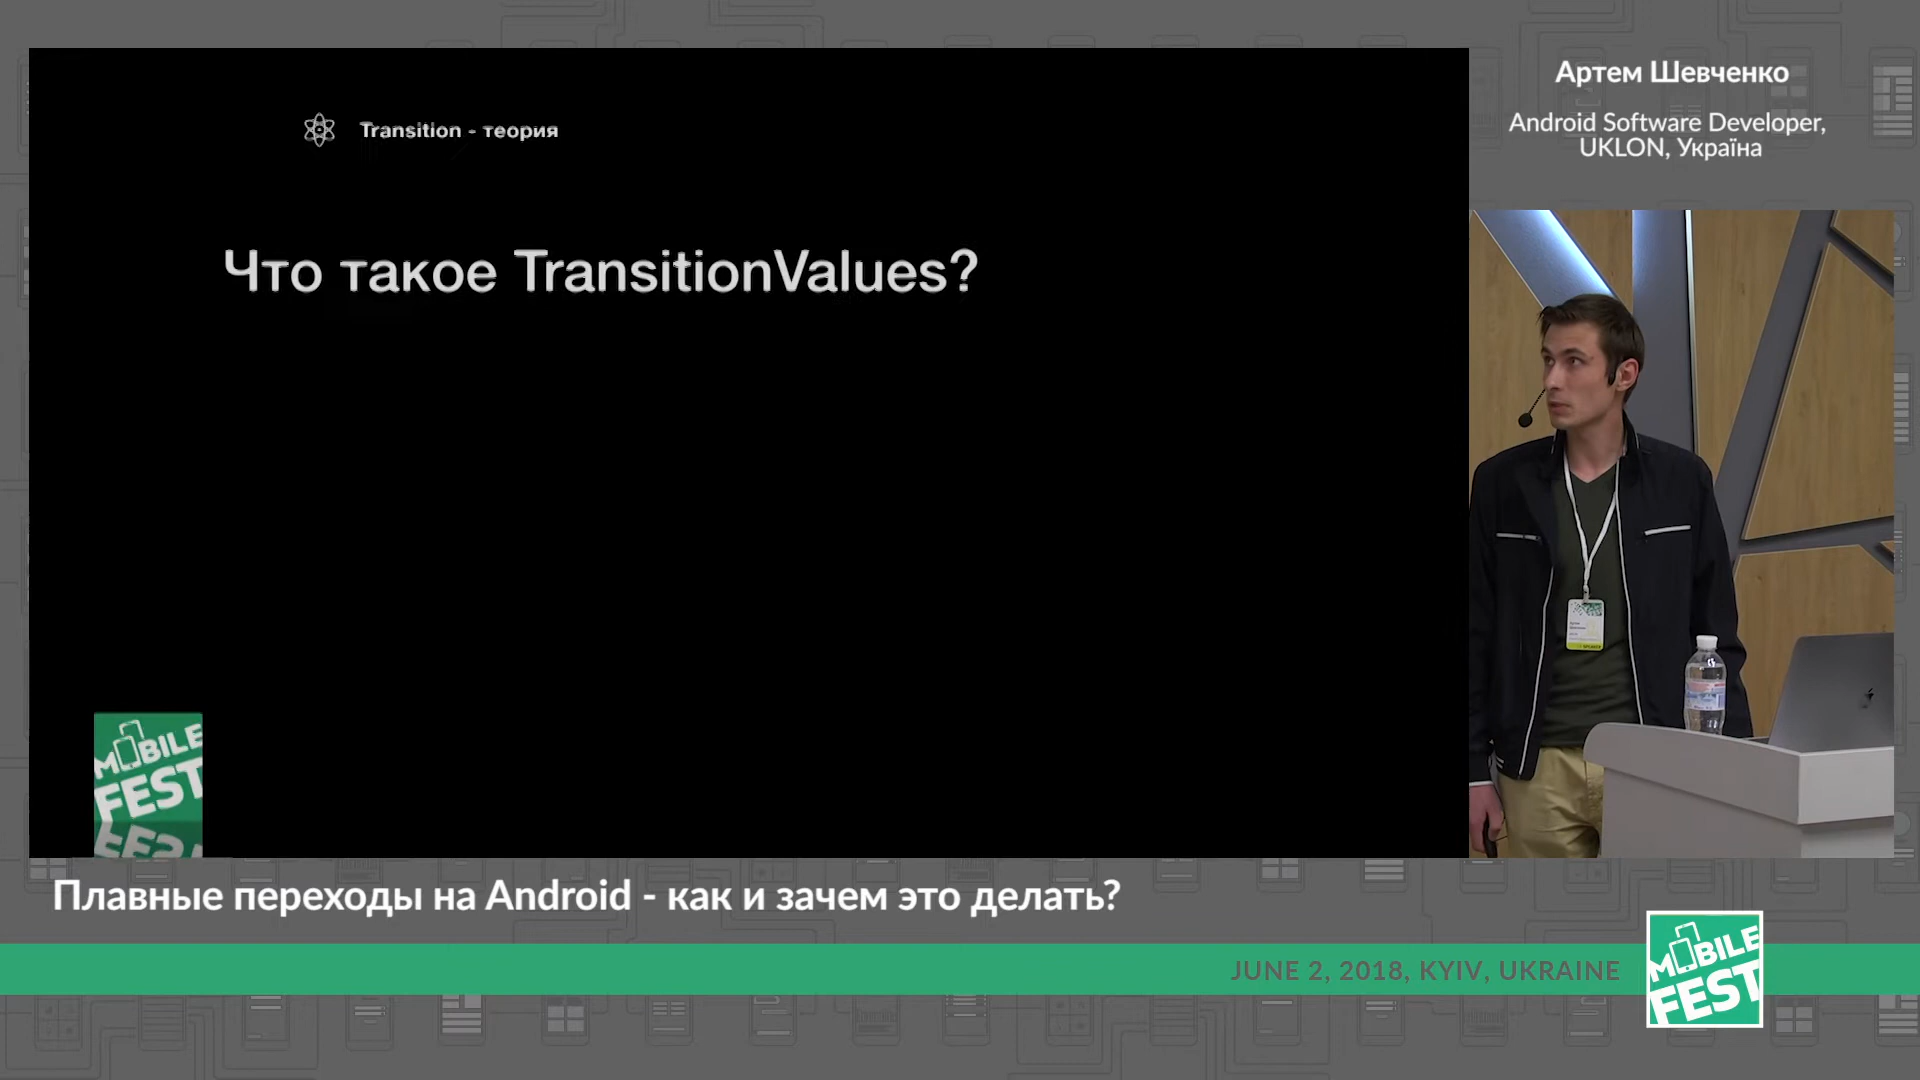 Артем Шевченко
Android Software Developer,
UKLON, Україна
Transition - теория
Что такое TransitionValues?
MOBILE
FEST
Плавные переходы на Android - как и зачем это делать?
JUNE 2, 2018, KYIV, UKRAINE
MOBILE
FEST